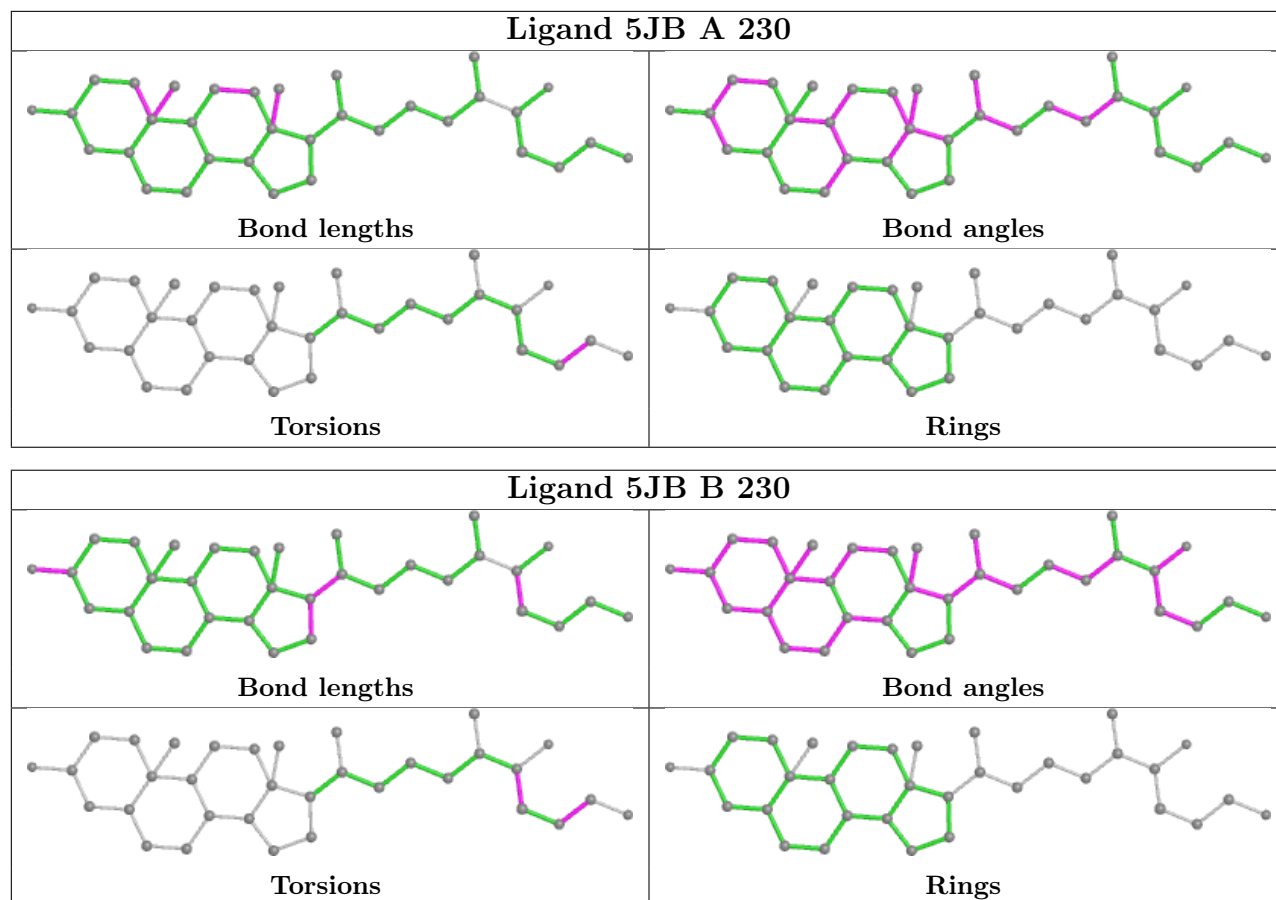 Ligand 5JB A 230
Bond lengths
Bond angles
Torsions
Rings
Ligand 5JB B 230
Bond lengths
Bond angles
Torsions
Rings